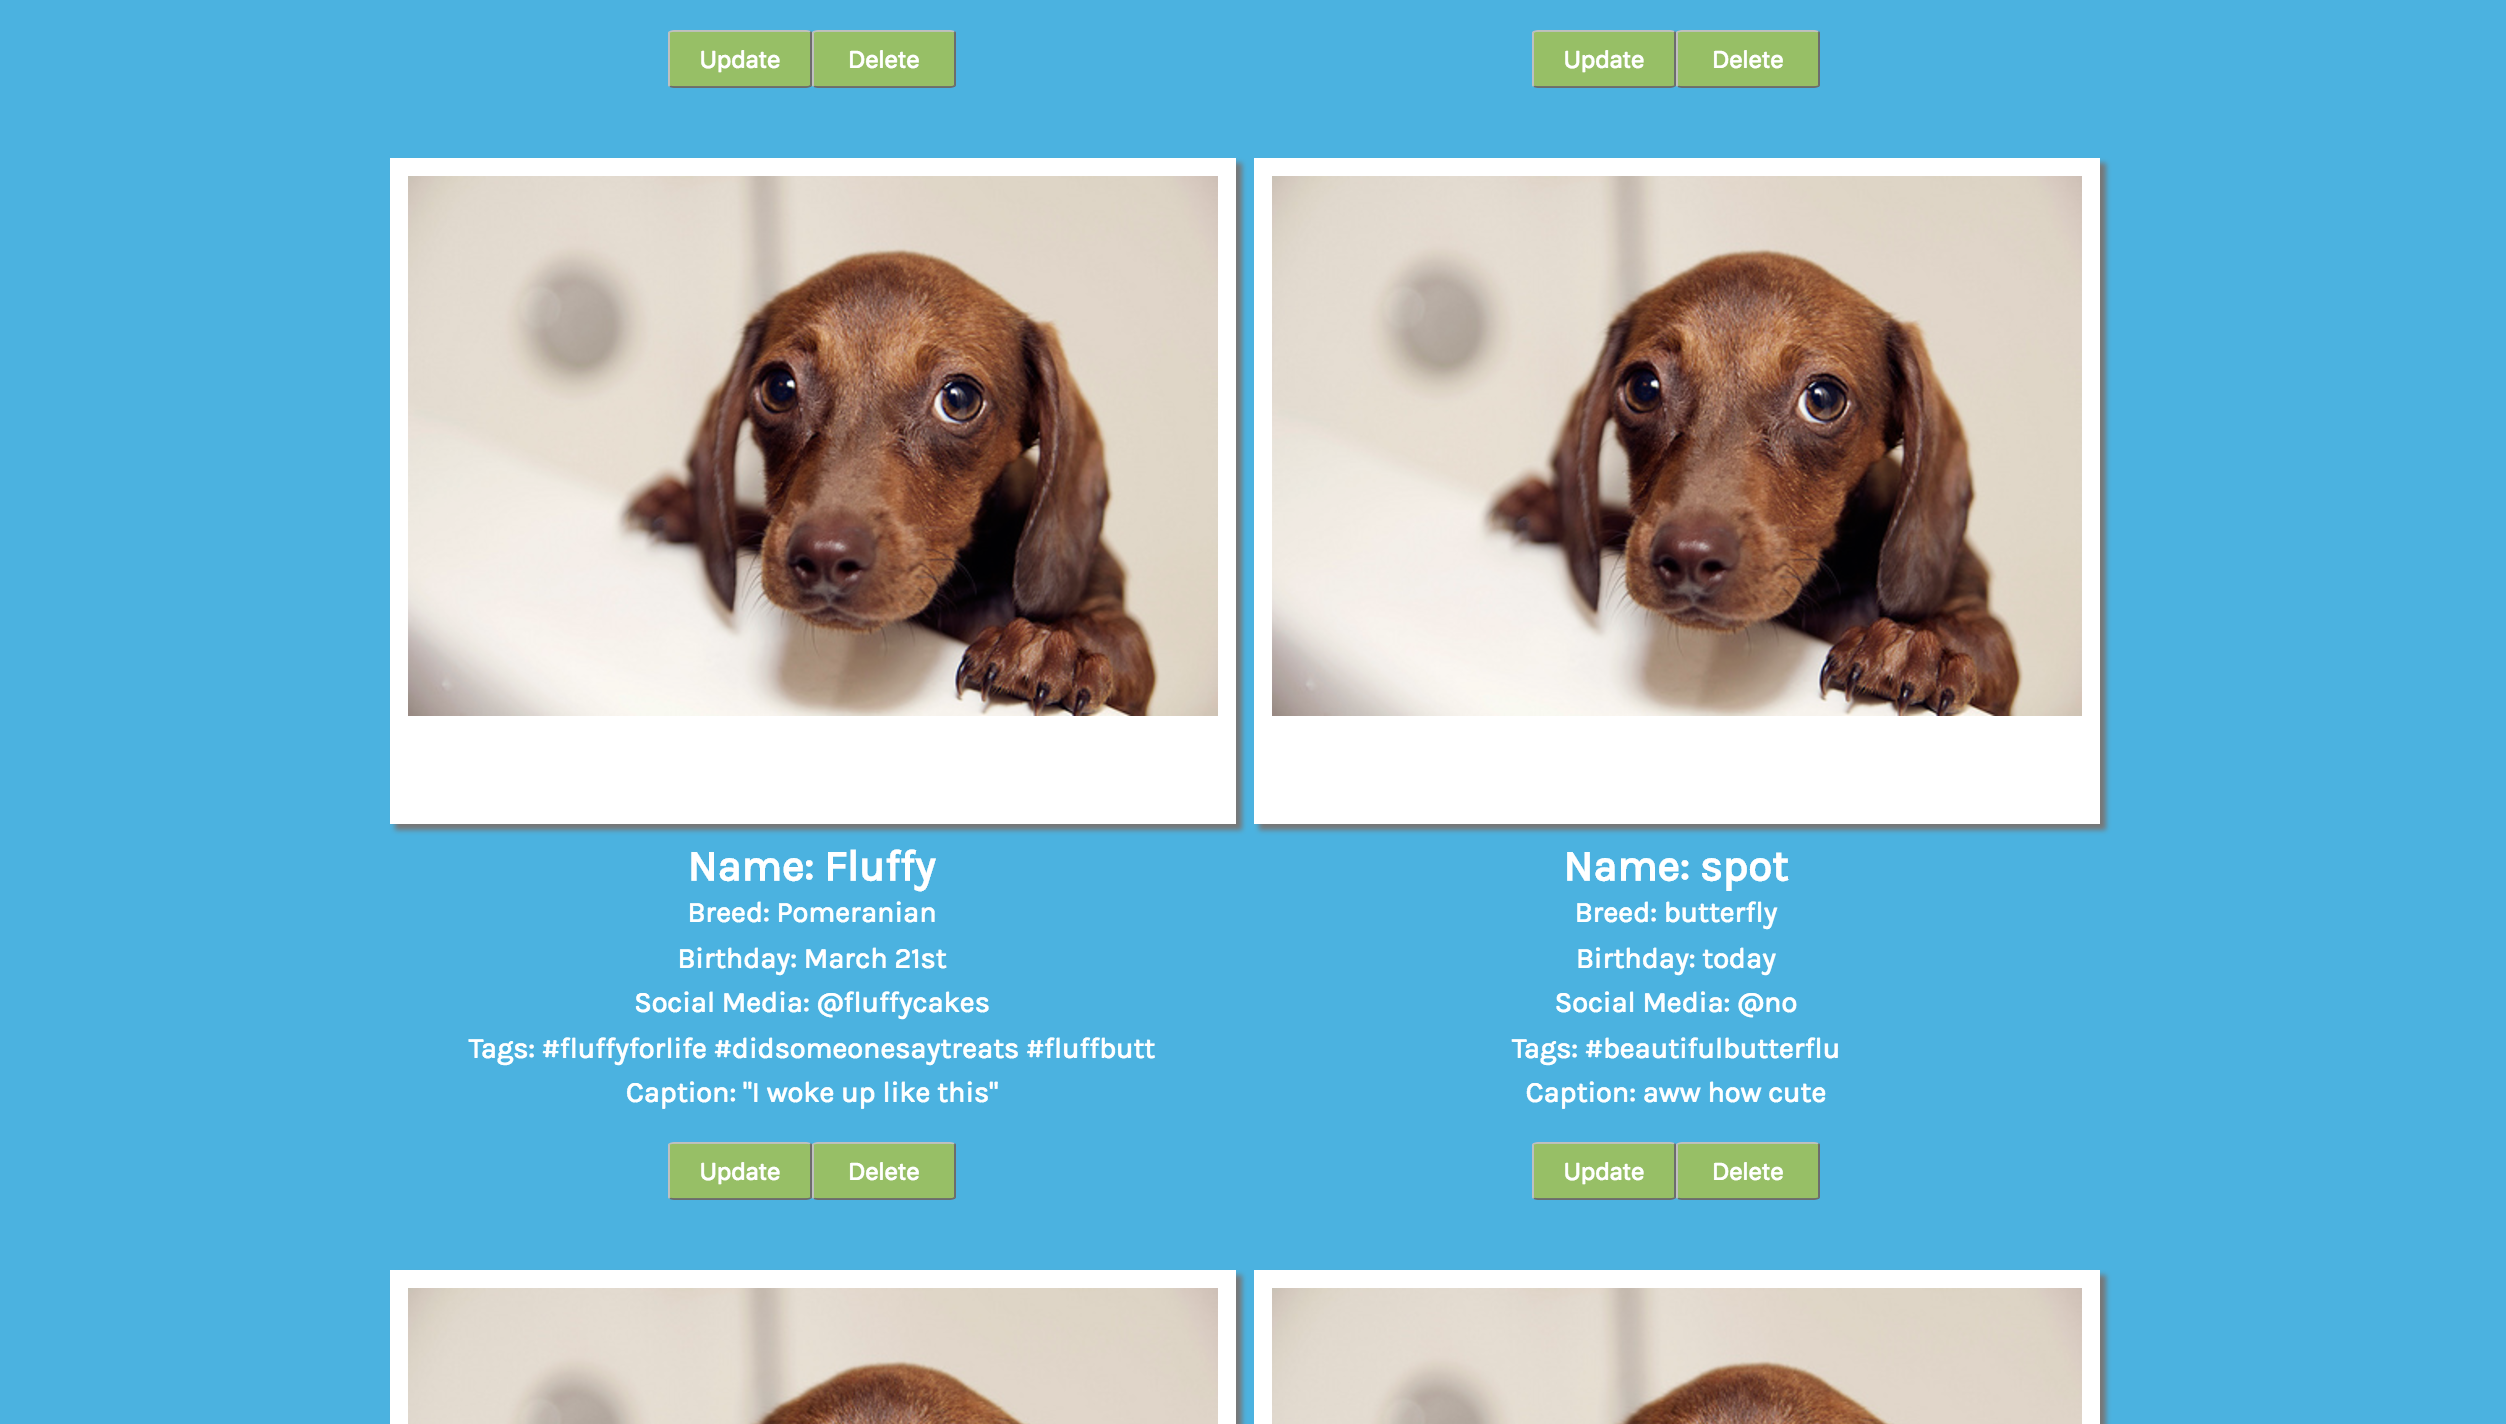 Update Delete
Update Delete
Name: Fluffy
Breed: Pomeranian
Birthday: March 21st
Social Media: @fluffycakes
Tags: #fluffyforlife #didsomeonesaytreats #fluffbutt
Caption: "I woke up like this"
Update Delete
Name: spot
Breed: butterfly
Birthday: today
Social Media: @no
Tags: #beautifulbutterflu
Caption: aww how cute
Update Delete